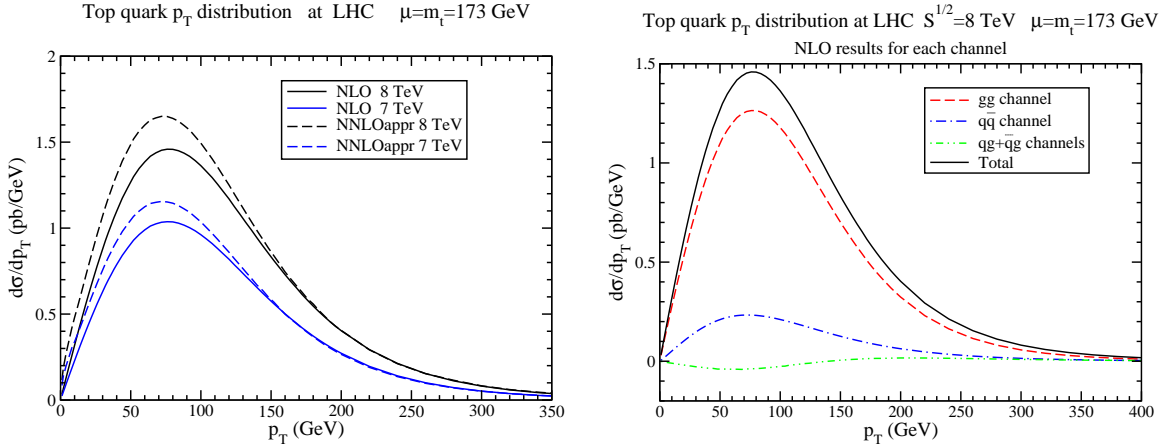 Top quark p_T distribution at LHC μ=m_t=173 GeV
NLO 8 TeV
NLO 7 TeV
NNLOappr 8 TeV
NNLOappr 7 TeV
dσ/dp_T (pb/GeV)
2
1.5
1
0.5
0
0 50 100 150 200 250 300 350
p_T (GeV)
Top quark p_T distribution at LHC S^{1/2}=8 TeV μ=m_t=173 GeV
NLO results for each channel
gg channel
qq̅ channel
qg+q̅g channels
Total
dσ/dp_T (pb/GeV)
1.5
1
0.5
0
0 50 100 150 200 250 300 350 400
p_T (GeV)